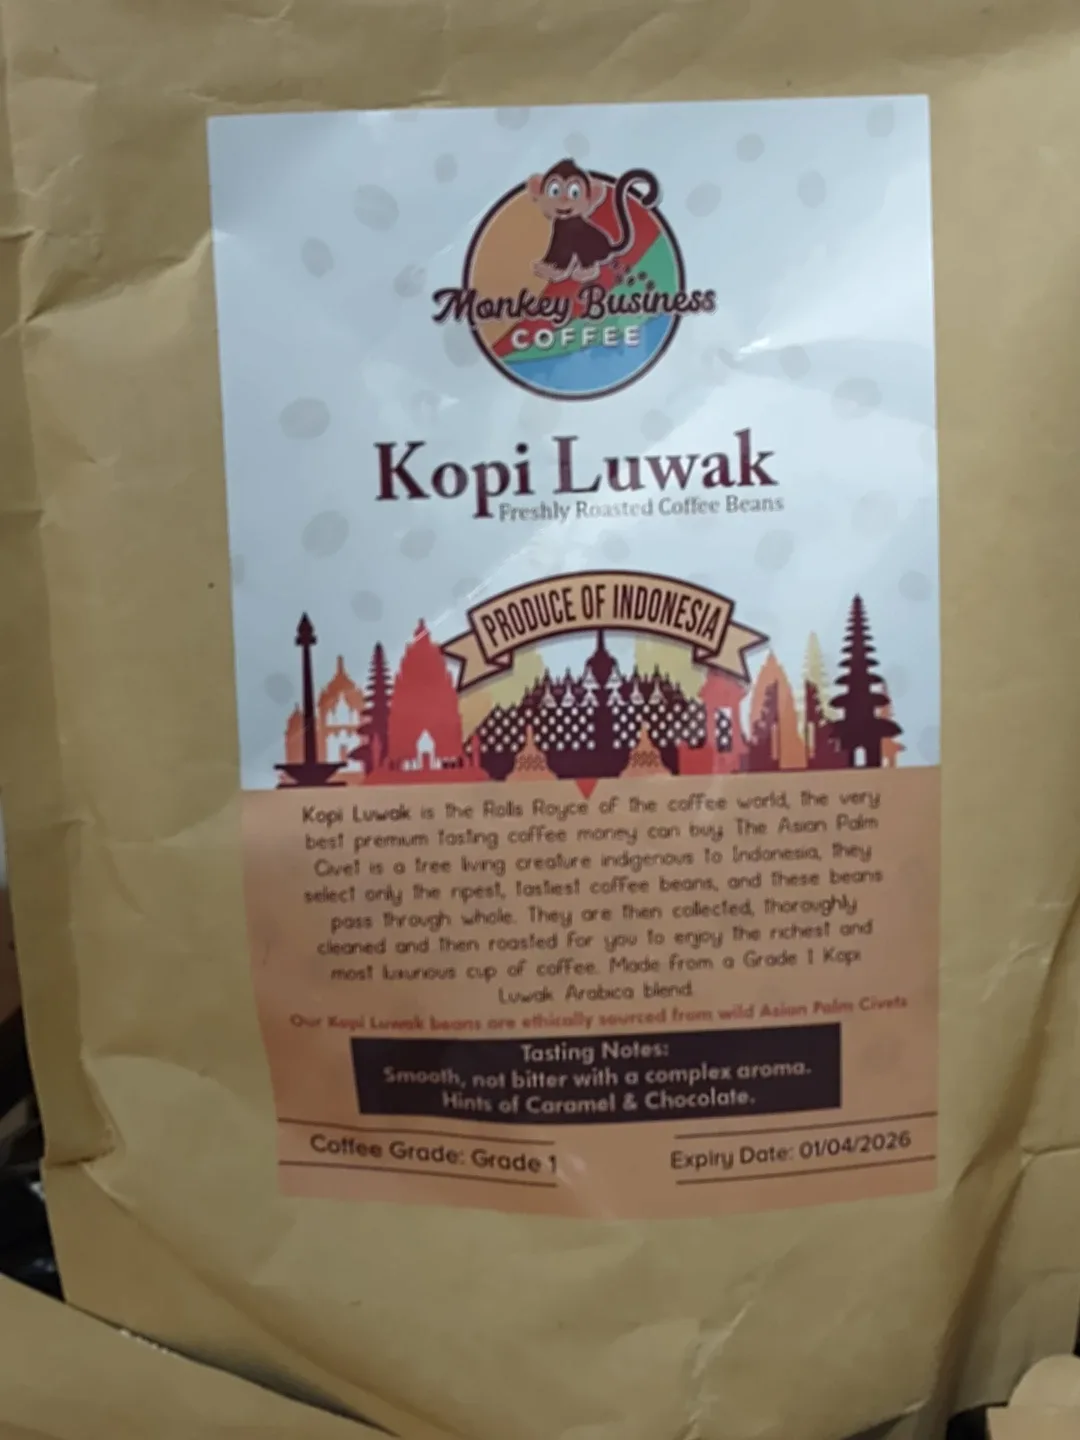 Monkey Business
COFFEE
Kopi Luwak
Freshly Roasted Coffee Beans
PRODUCE OF INDONESIA
Kopi Luwak is the Rolls Royce of the coffee world, the very
best premium tasting coffee money can buy. The Asian Palm
Civet is a tree living creature indigenous to Indonesia, they
select only the ripest, tastiest coffee beans, and these beans
pass through whole. They are then collected, thoroughly
cleaned and then roasted for you to enjoy the richest and
most luxurious cup of coffee. Made from a Grade 1 Kopi
Luwak Arabica blend.
Our Kopi Luwak beans are ethically sourced from wild Asian Palm Civets
Tasting Notes:
Smooth, not bitter with a complex aroma.
Hints of Caramel & Chocolate.
Coffee Grade: Grade 1
Expiry Date: 01/04/2026